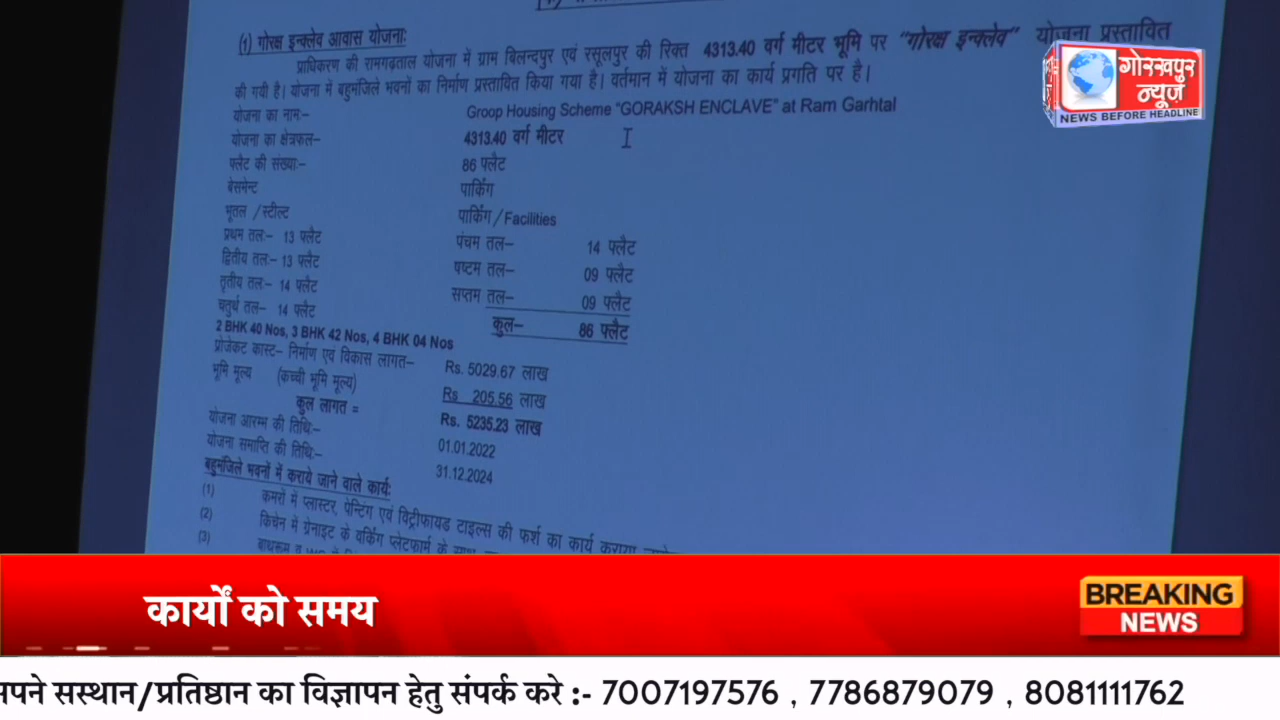 (1) गोरक्ष इन्क्लेव आवास योजनाः
प्राधिकरण की रामगढ़ताल योजना में ग्राम बिलन्दपुर एवं रसूलपुर की रिक्त 4313.40 वर्ग मीटर भूमि पर "गोरक्ष इन्क्लेव" योजना प्रस्तावित
की गयी है। योजना में बहुमंजिले भवनों का निर्माण प्रस्तावित किया गया है। वर्तमान में योजना का कार्य प्रगति पर है।
योजना का नामः- Groop Housing Scheme "GORAKSH ENCLAVE" at Ram Garhtal
योजना का क्षेत्रफल- 4313.40 वर्ग मीटर
फ्लैट की संख्याः- 86 फ्लैट
बेसमेन्ट पार्किंग
भूतल /स्टील्ट पार्किंग/Facilities
प्रथम तलः- 13 फ्लैट पंचम तल- 14 फ्लैट
द्वितीय तलः- 13 फ्लैट षष्टम तल- 09 फ्लैट
तृतीय तलः- 14 फ्लैट सप्तम तल- 09 फ्लैट
चतुर्थ तल- 14 फ्लैट कुल- 86 फ्लैट
2 BHK 40 Nos, 3 BHK 42 Nos, 4 BHK 04 Nos
प्रोजेकट कास्ट- निर्माण एवं विकास लागत- Rs. 5029.67 लाख
भूमि मूल्य (कच्ची भूमि मूल्य) Rs 205.56 लाख
कुल लागत = Rs. 5235.23 लाख
योजना आरम्भ की तिथिः- 01.01.2022
योजना समाप्ति की तिथिः- 31.12.2024
बहुमंजिले भवनों में कराये जाने वाले कार्यः
(1) कमरों में प्लास्टर, पेन्टिंग एवं विट्रीफायड टाइल्स की फर्श का कार्य कराया
(2) किचेन में ग्रेनाइट के वर्किंग प्लेटफार्म के साथ
(3) बाथरूम व
गोरखपुर
न्यूज़
NEWS BEFORE HEADLINE
कार्यों को समय
BREAKING
NEWS
अपने सस्थान/प्रतिष्ठान का विज्ञापन हेतु संपर्क करे :- 7007197576 , 7786879079 , 8081111762